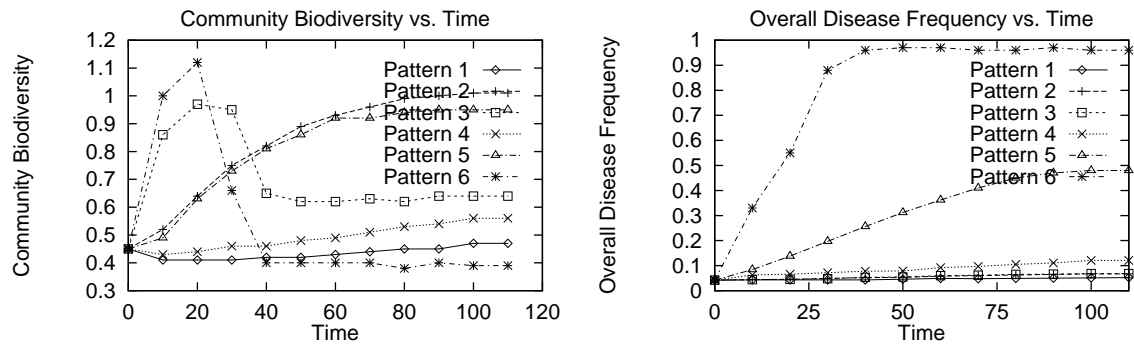 Community Biodiversity vs. Time
Community Biodiversity
1.2
1.1
1
0.9
0.8
0.7
0.6
0.5
0.4
0.3
0 20 40 60 80 100 120
Time
Pattern 1
Pattern 2
Pattern 3
Pattern 4
Pattern 5
Pattern 6
Overall Disease Frequency vs. Time
Overall Disease Frequency
1
0.9
0.8
0.7
0.6
0.5
0.4
0.3
0.2
0.1
0
0 25 50 75 100
Time
Pattern 1
Pattern 2
Pattern 3
Pattern 4
Pattern 5
Pattern 6